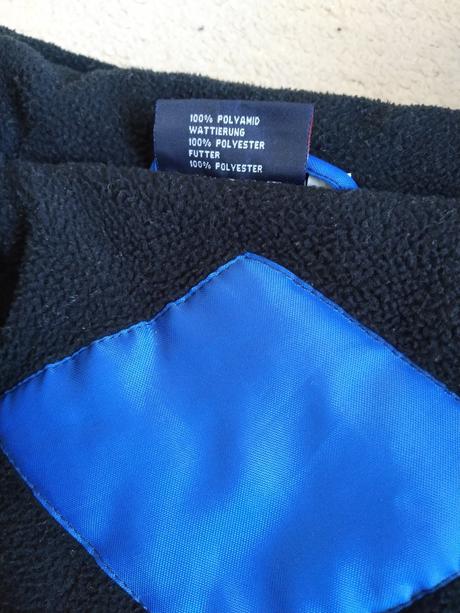 100% POLYAMID
WATTIERUNG
100% POLYESTER
FUTTER
100% POLYESTER